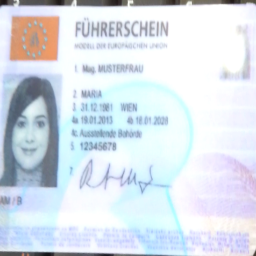 FÜHRERSCHEIN
MODELL DER EUROPÄISCHEN UNION
1. Mag. MUSTERFRAU
2. MARIA
3. 21.12.1981 WIEN
4a. 19.01.2013 4b. 18.01.2028
4c. Ausstellende Behörde
5. 12345678
7.
AM / B